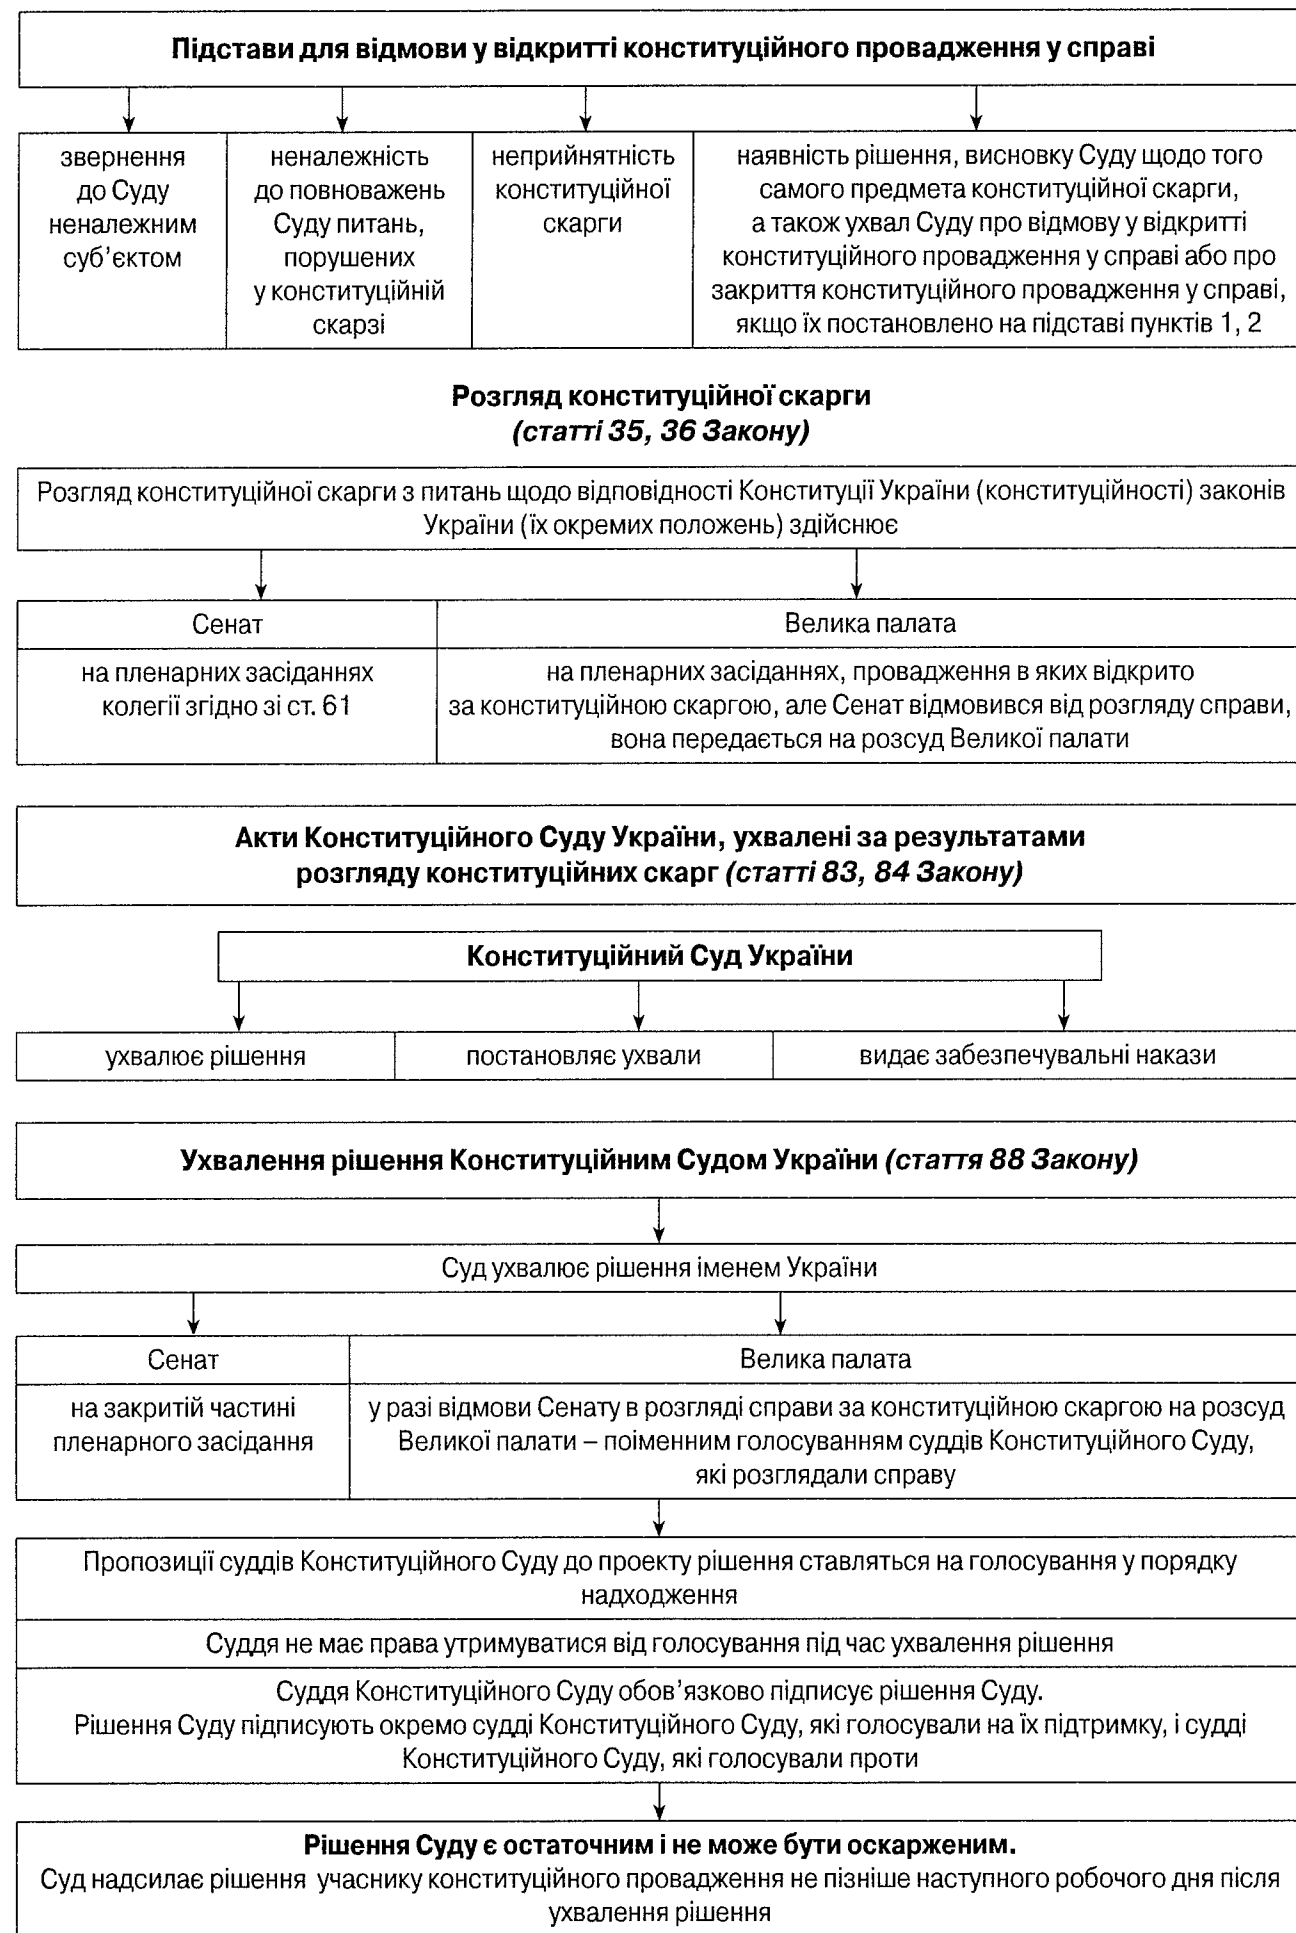 Підстави для відмови у відкритті конституційного провадження у справі
звернення
до Суду
неналежним
суб’єктом
неналежність
до повноважень
Суду питань,
порушених
у конституційній
скарзі
неприйнятність
конституційної
скарги
наявність рішення, висновку Суду щодо того
самого предмета конституційної скарги,
а також ухвал Суду про відмову у відкритті
конституційного провадження у справі або про
закриття конституційного провадження у справі,
якщо їх постановлено на підставі пунктів 1, 2
Розгляд конституційної скарги
(статті 35, 36 Закону)
Розгляд конституційної скарги з питань щодо відповідності Конституції України (конституційності) законів
України (їх окремих положень) здійснює
Сенат
на пленарних засіданнях
колегії згідно зі ст. 61
Велика палата
на пленарних засіданнях, провадження в яких відкрито
за конституційною скаргою, але Сенат відмовився від розгляду справи,
вона передається на розсуд Великої палати
Акти Конституційного Суду України, ухвалені за результатами
розгляду конституційних скарг (статті 83, 84 Закону)
Конституційний Суд України
ухвалює рішення
постановляє ухвали
видає забезпечувальні накази
Ухвалення рішення Конституційним Судом України (стаття 88 Закону)
Суд ухвалює рішення іменем України
Сенат
на закритій частині
пленарного засідання
Велика палата
у разі відмови Сенату в розгляді справи за конституційною скаргою на розсуд
Великої палати – поіменним голосуванням суддів Конституційного Суду,
які розглядали справу
Пропозиції суддів Конституційного Суду до проекту рішення ставляться на голосування у порядку
надходження
Суддя не має права утримуватися від голосування під час ухвалення рішення
Суддя Конституційного Суду обов’язково підписує рішення Суду.
Рішення Суду підписують окремо судді Конституційного Суду, які голосували на їх підтримку, і судді
Конституційного Суду, які голосували проти
Рішення Суду є остаточним і не може бути оскарженим.
Суд надсилає рішення учаснику конституційного провадження не пізніше наступного робочого дня після
ухвалення рішення